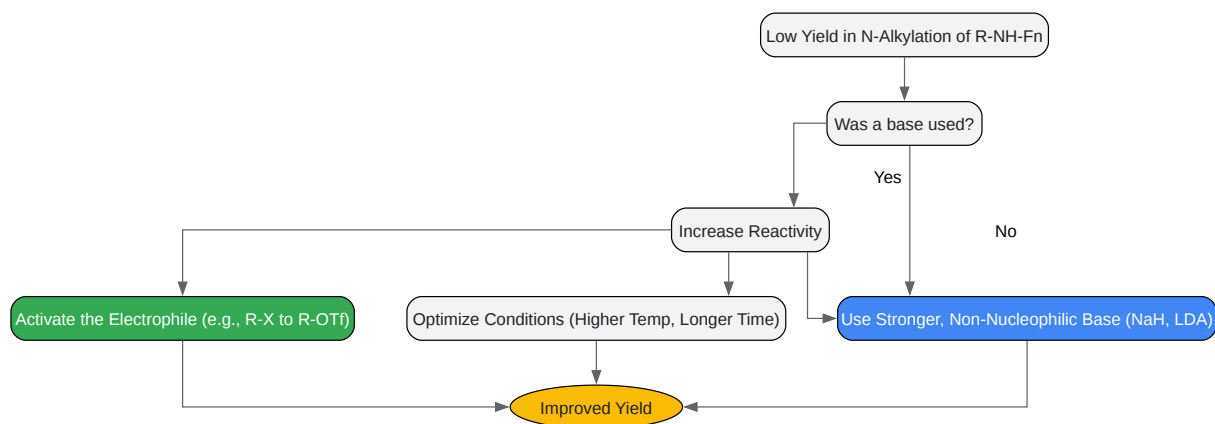 Low Yield in N-Alkylation of R-NH-Fn
Was a base used?
Yes
No
Increase Reactivity
Activate the Electrophile (e.g., R-X to R-OTf)
Optimize Conditions (Higher Temp, Longer Time)
Use Stronger, Non-Nucleophilic Base (NaH, LDA)
Improved Yield